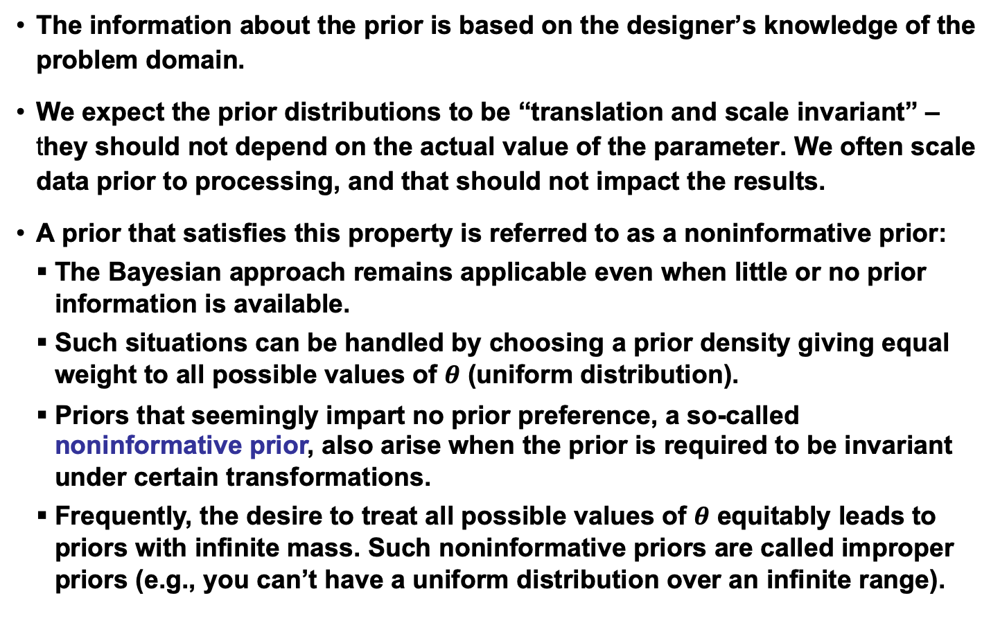 • The information about the prior is based on the designer’s knowledge of the
problem domain.
• We expect the prior distributions to be “translation and scale invariant” –
they should not depend on the actual value of the parameter. We often scale
data prior to processing, and that should not impact the results.
• A prior that satisfies this property is referred to as a noninformative prior:
▪ The Bayesian approach remains applicable even when little or no prior
information is available.
▪ Such situations can be handled by choosing a prior density giving equal
weight to all possible values of 𝜽 (uniform distribution).
▪ Priors that seemingly impart no prior preference, a so-called
noninformative prior, also arise when the prior is required to be invariant
under certain transformations.
▪ Frequently, the desire to treat all possible values of 𝜽 equitably leads to
priors with infinite mass. Such noninformative priors are called improper
priors (e.g., you can’t have a uniform distribution over an infinite range).